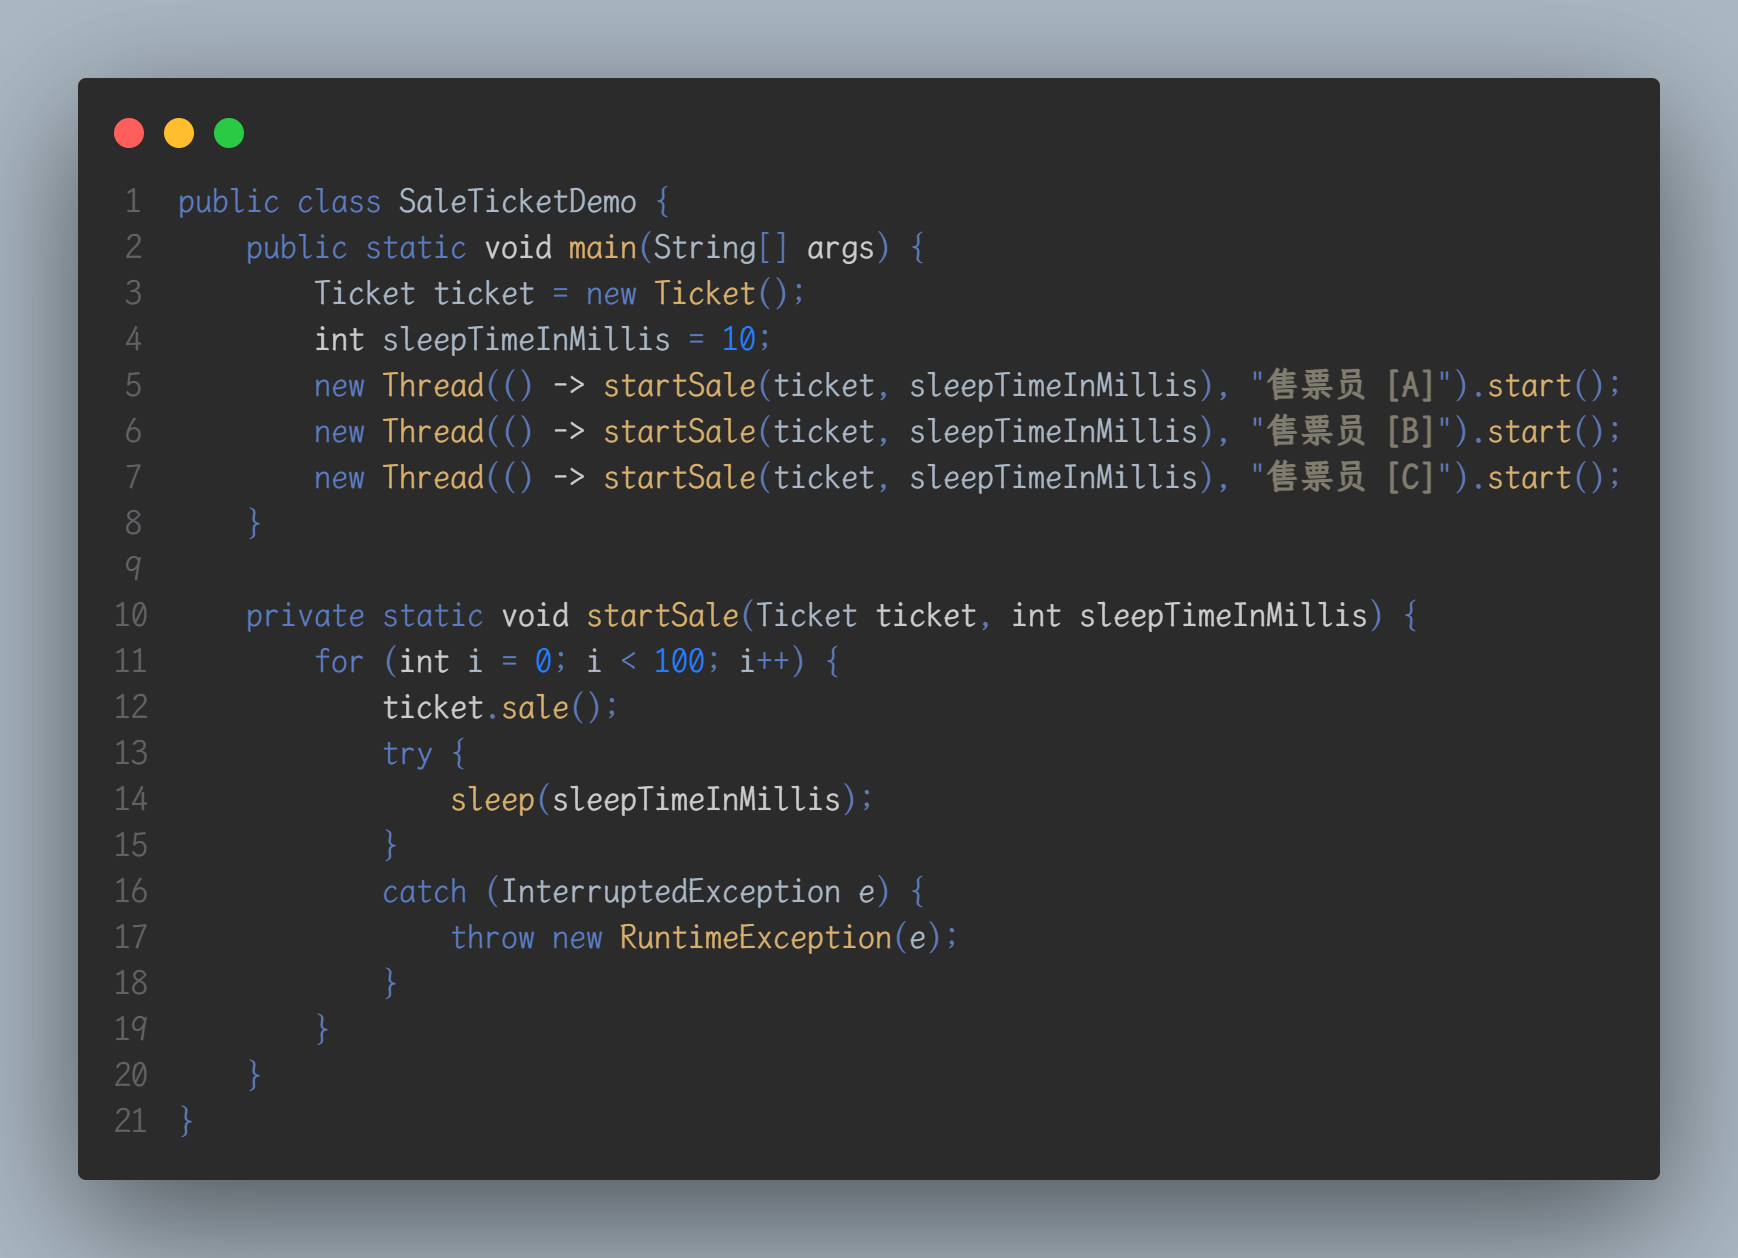 1 public class SaleTicketDemo {
2     public static void main(String[] args) {
3         Ticket ticket = new Ticket();
4         int sleepTimeInMillis = 10;
5         new Thread(() -> startSale(ticket, sleepTimeInMillis), "售票员 [A]").start();
6         new Thread(() -> startSale(ticket, sleepTimeInMillis), "售票员 [B]").start();
7         new Thread(() -> startSale(ticket, sleepTimeInMillis), "售票员 [C]").start();
8     }
9
10     private static void startSale(Ticket ticket, int sleepTimeInMillis) {
11         for (int i = 0; i < 100; i++) {
12             ticket.sale();
13             try {
14                 sleep(sleepTimeInMillis);
15             }
16             catch (InterruptedException e) {
17                 throw new RuntimeException(e);
18             }
19         }
20     }
21 }